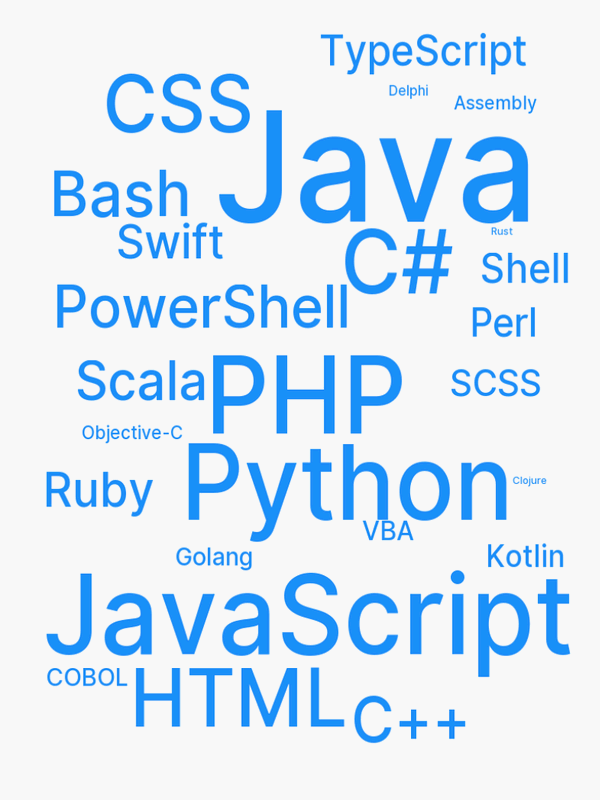 TypeScript
CSS
Delphi
Assembly
Java
Bash
Swift
Rust
C#
Shell
PowerShell
Perl
Scala
PHP
SCSS
Objective-C
Python
Ruby
Clojure
VBA
Golang
Kotlin
JavaScript
COBOL
HTML
C++